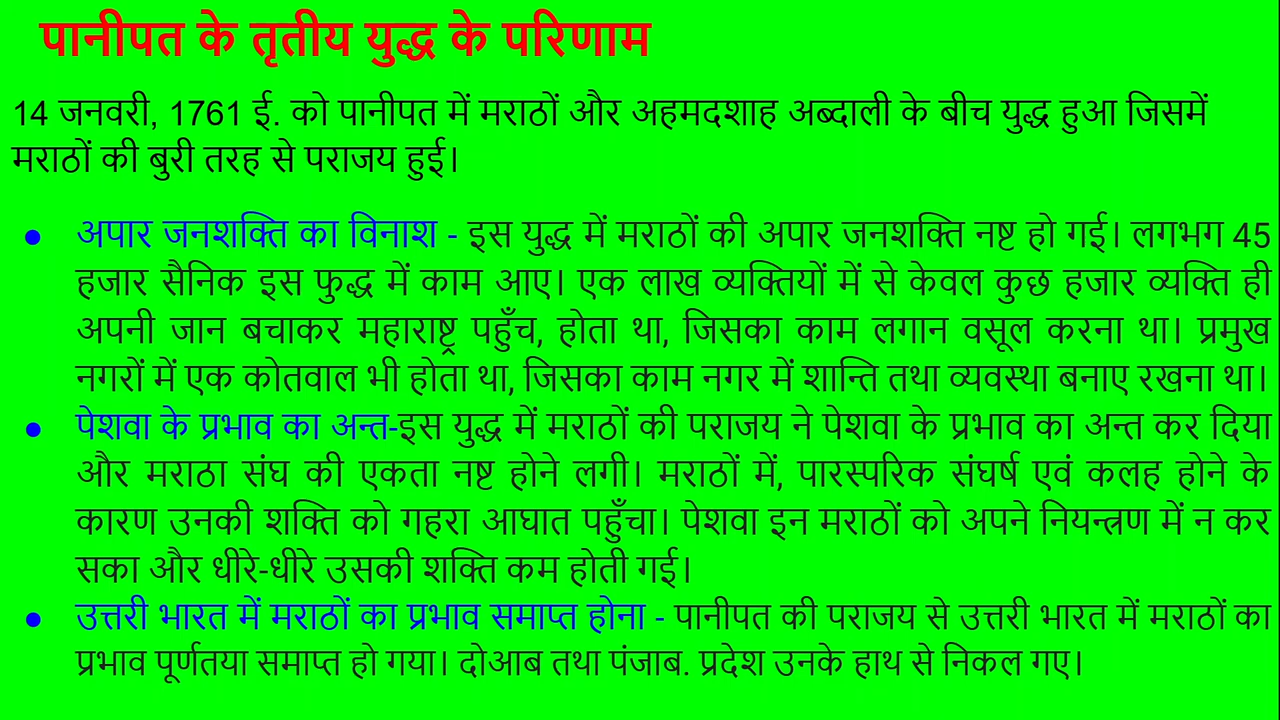 पानीपत के तृतीय युद्ध के परिणाम
14 जनवरी, 1761 ई. को पानीपत में मराठों और अहमदशाह अब्दाली के बीच युद्ध हुआ जिसमें
मराठों की बुरी तरह से पराजय हुई।
● अपार जनशक्ति का विनाश - इस युद्ध में मराठों की अपार जनशक्ति नष्ट हो गई। लगभग 45
हजार सैनिक इस फुद्ध में काम आए। एक लाख व्यक्तियों में से केवल कुछ हजार व्यक्ति ही
अपनी जान बचाकर महाराष्ट्र पहुँच, होता था, जिसका काम लगान वसूल करना था। प्रमुख
नगरों में एक कोतवाल भी होता था, जिसका काम नगर में शान्ति तथा व्यवस्था बनाए रखना था।
● पेशवा के प्रभाव का अन्त-इस युद्ध में मराठों की पराजय ने पेशवा के प्रभाव का अन्त कर दिया
और मराठा संघ की एकता नष्ट होने लगी। मराठों में, पारस्परिक संघर्ष एवं कलह होने के
कारण उनकी शक्ति को गहरा आघात पहुँचा। पेशवा इन मराठों को अपने नियन्त्रण में न कर
सका और धीरे-धीरे उसकी शक्ति कम होती गई।
● उत्तरी भारत में मराठों का प्रभाव समाप्त होना - पानीपत की पराजय से उत्तरी भारत में मराठों का
प्रभाव पूर्णतया समाप्त हो गया। दोआब तथा पंजाब. प्रदेश उनके हाथ से निकल गए।